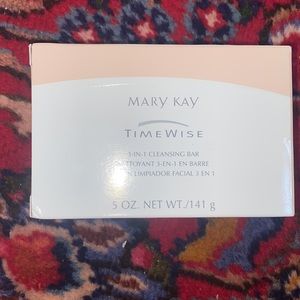 MARY KAY
TIMEWISE
3-IN-1 CLEANSING BAR
NETTOYANT 3-EN-1 EN BARRE
LIMPIADOR FACIAL 3 EN 1
5 OZ. NET WT./141 g